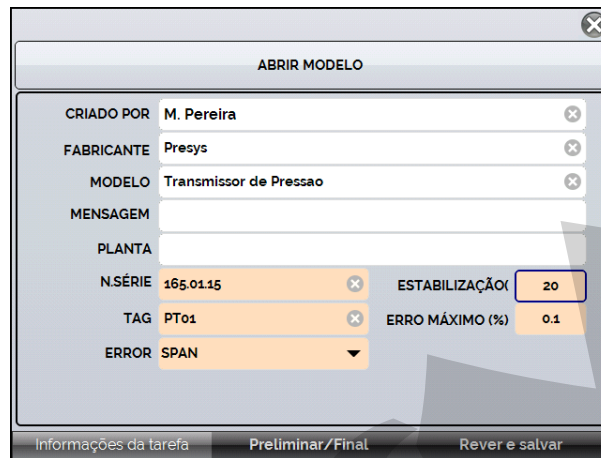 ABRIR MODELO
CRIADO POR M. Pereira
FABRICANTE Presys
MODELO Transmissor de Pressao
MENSAGEM
PLANTA
N.SÉRIE 165.01.15 ESTABILIZAÇÃO( 20
TAG PT01 ERRO MÁXIMO (%) 0.1
ERROR SPAN
Informações da tarefa Preliminar/Final Rever e salvar